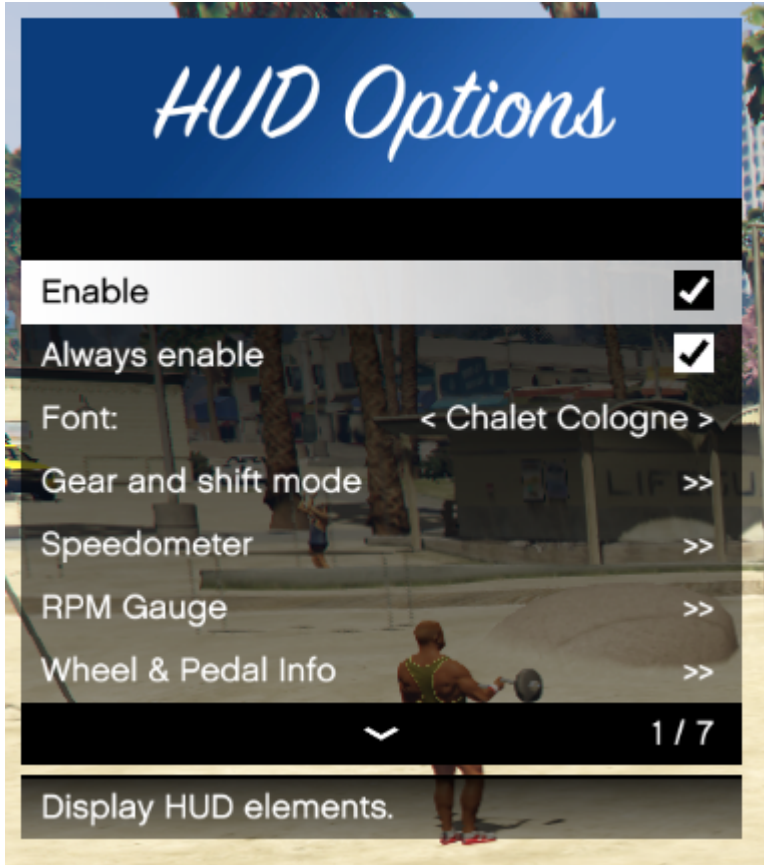 HUD Options
Enable
Always enable
Font: < Chalet Cologne >
Gear and shift mode >>
Speedometer >>
RPM Gauge >>
Wheel & Pedal Info >>
1 / 7
Display HUD elements.